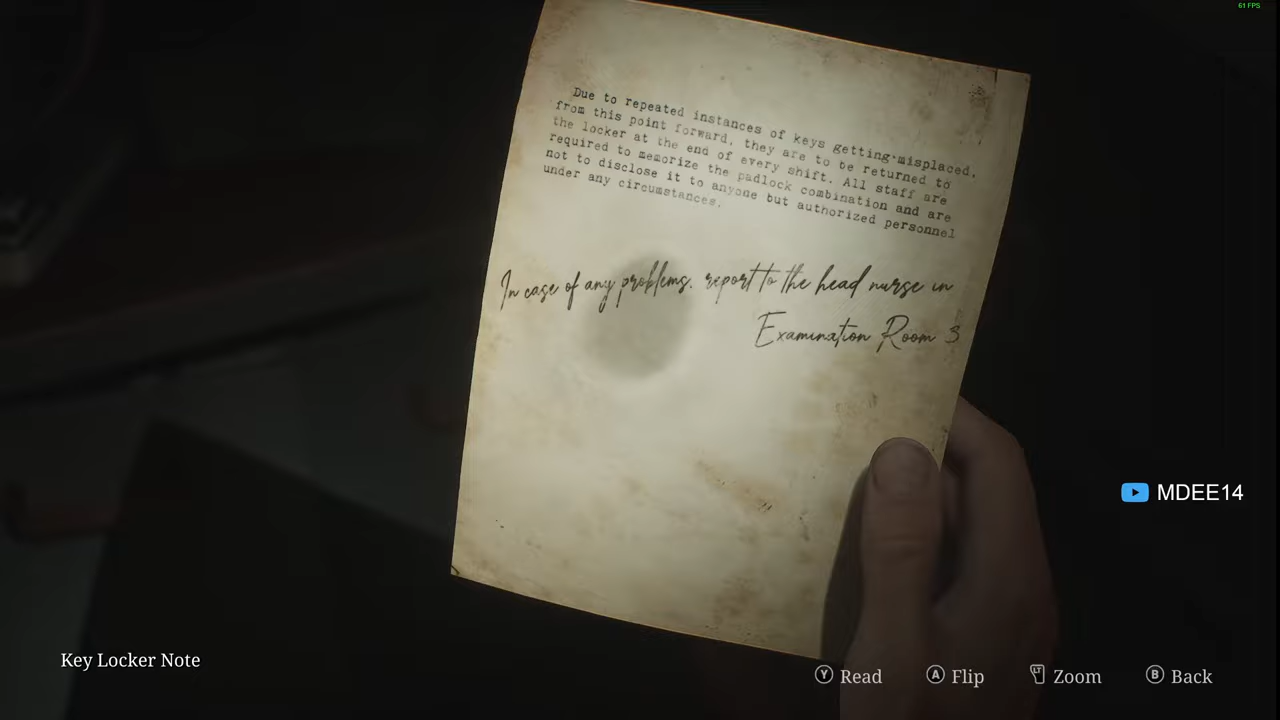 61 FPS
Due to repeated instances of keys getting misplaced,
from this point forward, they are to be returned to
the locker at the end of every shift. All staff are
required to memorize the padlock combination and are
not to disclose it to anyone but authorized personnel
under any circumstances.
In case of any problems, report to the head nurse in
Examination Room 3
MDEE14
Key Locker Note
Y Read
A Flip
LT Zoom
B Back